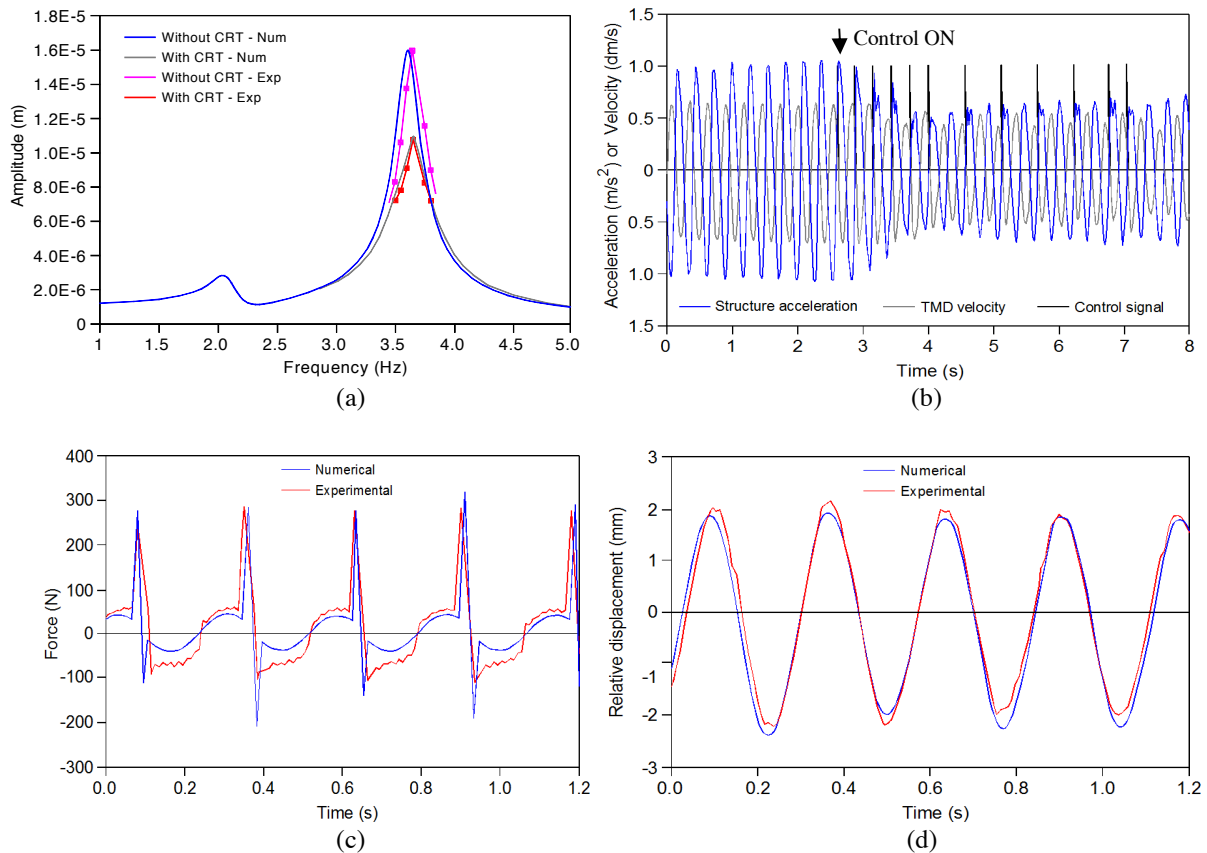 1.8E-5
1.6E-5
1.4E-5
1.2E-5
1.0E-5
8.0E-6
6.0E-6
4.0E-6
2.0E-6
0
Amplitude (m)
Without CRT - Num
With CRT - Num
Without CRT - Exp
With CRT - Exp
1 1.5 2.0 2.5 3.0 3.5 4.0 4.5 5.0
Frequency (Hz)
(a)
Control ON
1.5
1.0
0.5
0
0.5
1.0
1.5
Acceleration (m/s²) or Velocity (dm/s)
Structure acceleration TMD velocity Control signal
0 1 2 3 4 5 6 7 8
Time (s)
(b)
400
300
200
100
0
-100
-200
-300
Force (N)
Numerical
Experimental
0.0 0.2 0.4 0.6 0.8 1.0 1.2
Time (s)
(c)
3
2
1
0
-1
-2
-3
Relative displacement (mm)
Numerical
Experimental
0.0 0.2 0.4 0.6 0.8 1.0 1.2
Time (s)
(d)